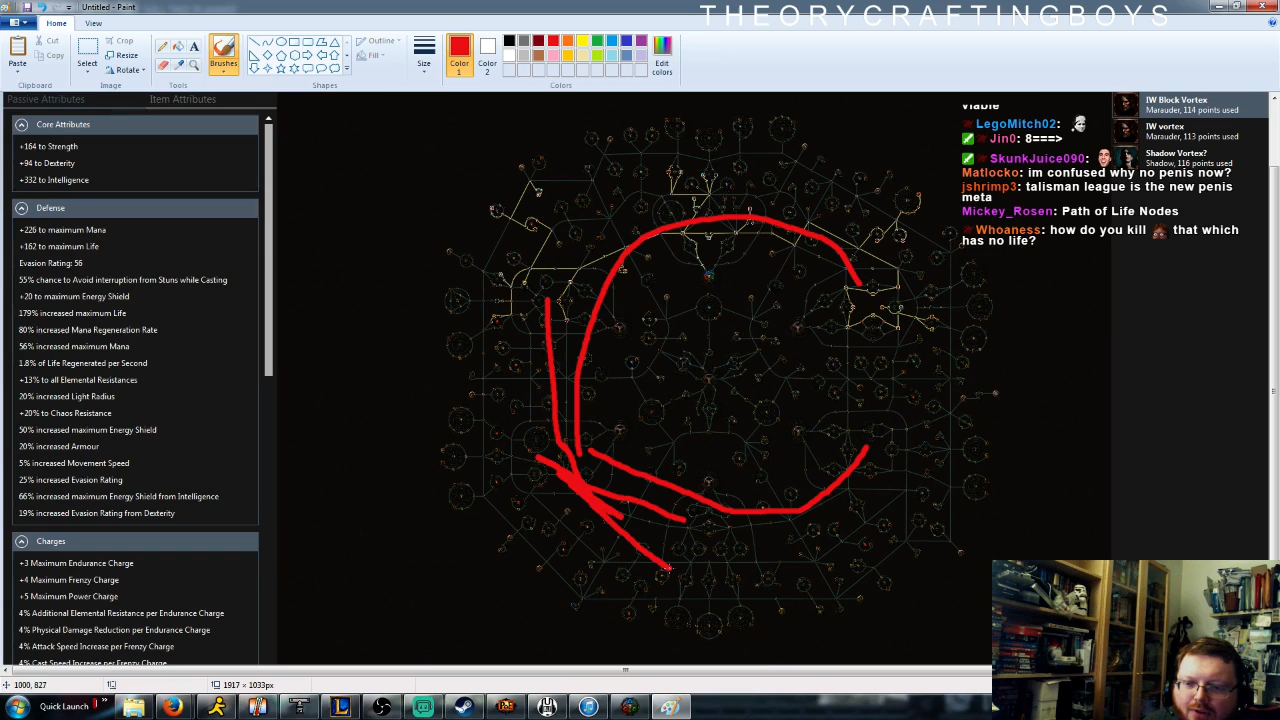 Untitled - Paint
THEORYCRAFTINGBOYS
Home
View
Paste
Cut
Copy
Clipboard
Select
Crop
Resize
Rotate
Image
Tools
Brushes
Shapes
Outline
Fill
Size
Color
1
Color
2
Edit
colors
Colors
Passive Attributes
Item Attributes
Core Attributes
+164 to Strength
+94 to Dexterity
+332 to Intelligence
Defense
+228 to maximum Mana
+162 to maximum Life
Evasion Rating: 56
55% chance to Avoid interruption from Stuns while Casting
+20 to maximum Energy Shield
179% increased maximum Life
80% increased Mana Regeneration Rate
56% increased maximum Mana
1.8% of Life Regenerated per Second
+13% to all Elemental Resistances
20% increased Light Radius
+20% to Chaos Resistance
50% increased maximum Energy Shield
20% increased Armour
5% increased Movement Speed
25% increased Evasion Rating
66% increased maximum Energy Shield from Intelligence
19% increased Evasion Rating from Dexterity
Charges
+3 Maximum Endurance Charge
+4 Maximum Frenzy Charge
+5 Maximum Power Charge
4% Additional Elemental Resistance per Endurance Charge
4% Physical Damage Reduction per Endurance Charge
4% Attack Speed Increase per Frenzy Charge
4% Cast Speed Increase per Frenzy Charge
viable
LegoMitch02:
Jin0: 8===>
SkunkJuice090:
Matlocko: im confused why no penis now?
jshrimp3: talisman league is the new penis
meta
Mickey_Rosen: Path of Life Nodes
Whoaness: how do you kill that which
has no life?
IW Block Vortex
Marauder, 114 points used
IW vortex
Marauder, 113 points used
Shadow Vortex?
Shadow, 116 points used
1000, 827
1917 × 1033px
Quick Launch